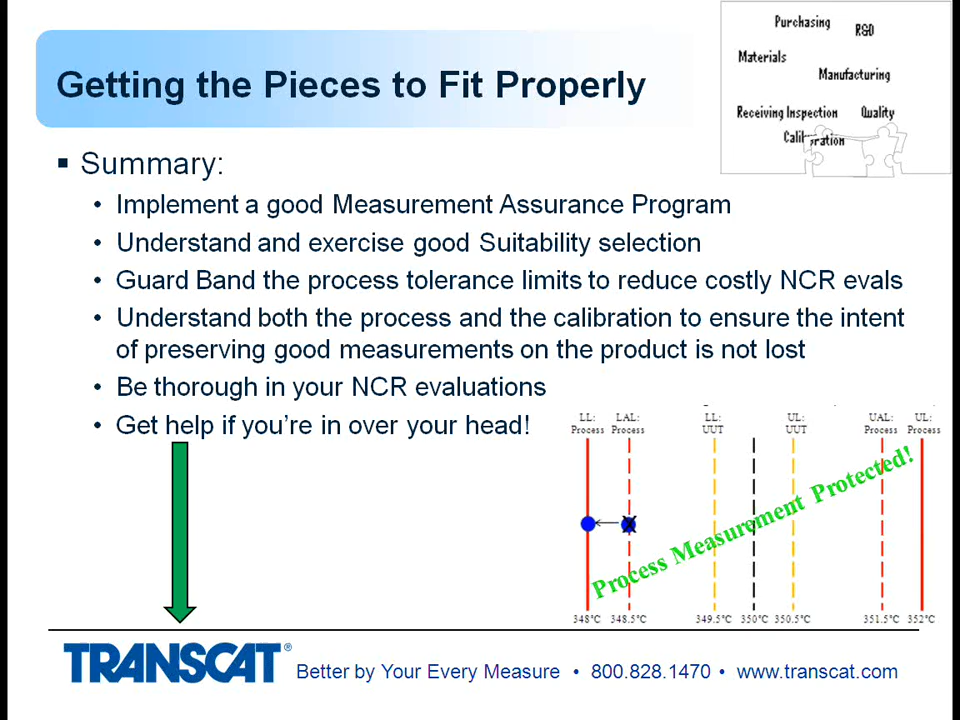 Purchasing
R&D
Materials
Manufacturing
Receiving Inspection
Quality
Calibration
Getting the Pieces to Fit Properly
▪ Summary:
• Implement a good Measurement Assurance Program
• Understand and exercise good Suitability selection
• Guard Band the process tolerance limits to reduce costly NCR evals
• Understand both the process and the calibration to ensure the intent
of preserving good measurements on the product is not lost
• Be thorough in your NCR evaluations
• Get help if you're in over your head!
LL: LAL: LL: UL: UAL: UL:
Process Process UUT UUT Process Process
Process Measurement Protected!
348°C 348.5°C 349.5°C 350°C 350.5°C 351.5°C 352°C
TRANSCAT® Better by Your Every Measure • 800.828.1470 • www.transcat.com